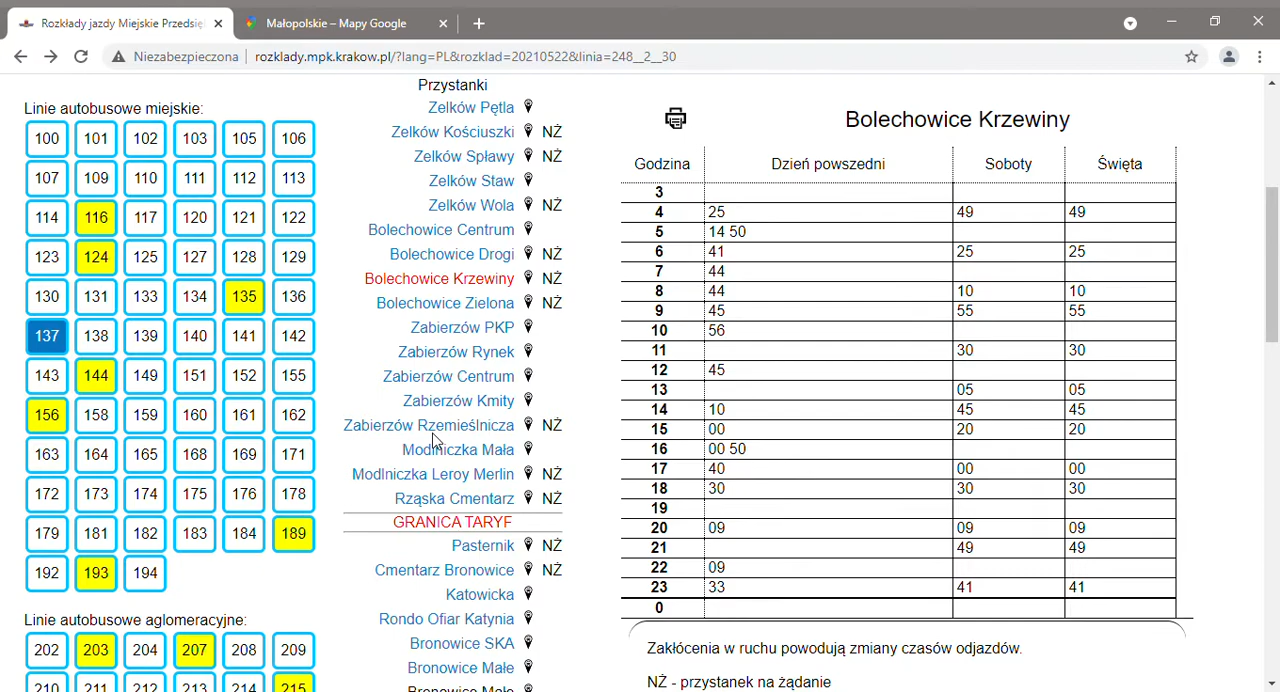 Rozkłady jazdy Miejskie Przedsię
Małopolskie – Mapy Google
Niezabezpieczona
rozklady.mpk.krakow.pl/?lang=PL&rozklad=20210522&linia=248__2__30
Linie autobusowe miejskie:
100 101 102 103 105 106
107 109 110 111 112 113
114 116 117 120 121 122
123 124 125 127 128 129
130 131 133 134 135 136
137 138 139 140 141 142
143 144 149 151 152 155
156 158 159 160 161 162
163 164 165 168 169 171
172 173 174 175 176 178
179 181 182 183 184 189
192 193 194
Linie autobusowe aglomeracyjne:
202 203 204 207 208 209
210 211 212 213 214 215
Przystanki
Zelków Pętla
Zelków Kościuszki NŻ
Zelków Spławy NŻ
Zelków Staw
Zelków Wola NŻ
Bolechowice Centrum
Bolechowice Drogi NŻ
Bolechowice Krzewiny NŻ
Bolechowice Zielona NŻ
Zabierzów PKP
Zabierzów Rynek
Zabierzów Centrum
Zabierzów Kmity
Zabierzów Rzemieślnicza NŻ
Modlniczka Mała
Modlniczka Leroy Merlin NŻ
Rząska Cmentarz NŻ
GRANICA TARYF
Pasternik NŻ
Cmentarz Bronowice NŻ
Katowicka
Rondo Ofiar Katynia
Bronowice SKA
Bronowice Małe
Bronowice Małe
Bolechowice Krzewiny
Godzina Dzień powszedni Soboty Święta
3
4 25 49 49
5 14 50
6 41 25 25
7 44
8 44 10 10
9 45 55 55
10 56
11 30 30
12 45
13 05 05
14 10 45 45
15 00 20 20
16 00 50
17 40 00 00
18 30 30 30
19
20 09 09 09
21 49 49
22 09
23 33 41 41
0
Zakłócenia w ruchu powodują zmiany czasów odjazdów.
NŻ - przystanek na żądanie